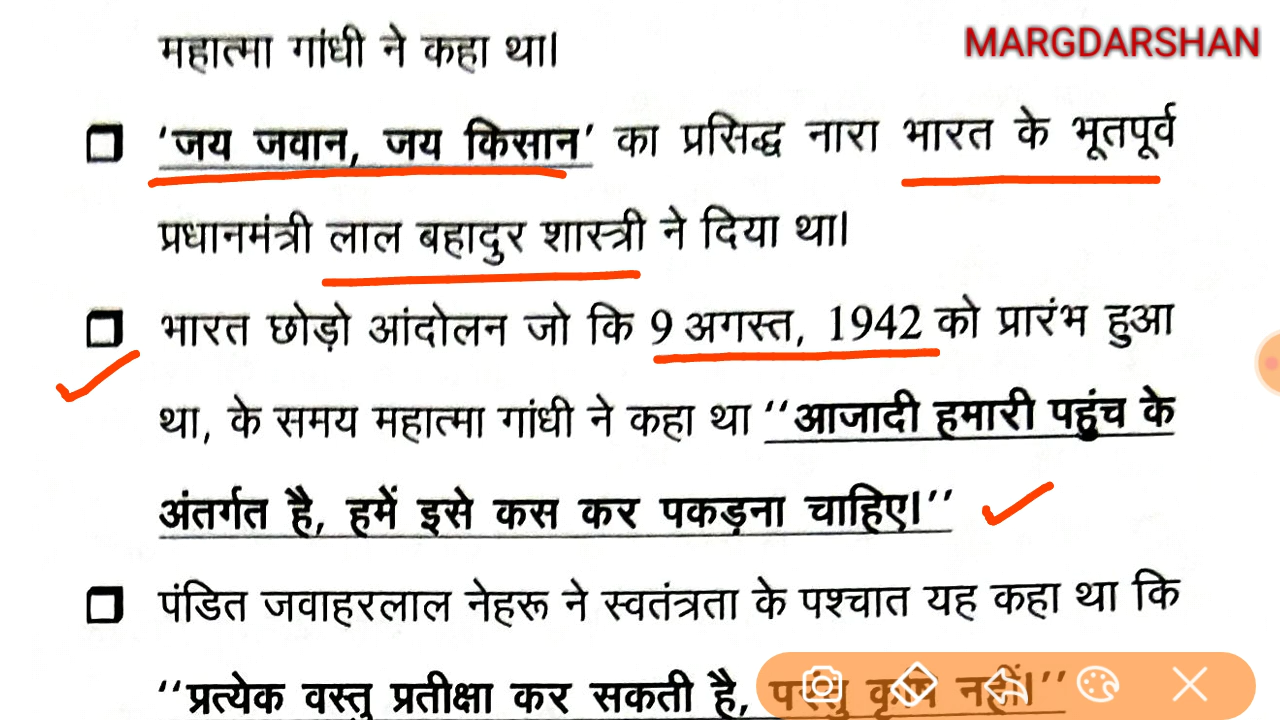 MARGDARSHAN
महात्मा गांधी ने कहा था।
'जय जवान, जय किसान' का प्रसिद्ध नारा भारत के भूतपूर्व
प्रधानमंत्री लाल बहादुर शास्त्री ने दिया था।
भारत छोड़ो आंदोलन जो कि 9 अगस्त, 1942 को प्रारंभ हुआ
था, के समय महात्मा गांधी ने कहा था ''आजादी हमारी पहुंच के
अंतर्गत है, हमें इसे कस कर पकड़ना चाहिए।''
पंडित जवाहरलाल नेहरू ने स्वतंत्रता के पश्चात यह कहा था कि
''प्रत्येक वस्तु प्रतीक्षा कर सकती है, परंतु कृषि नहीं।''